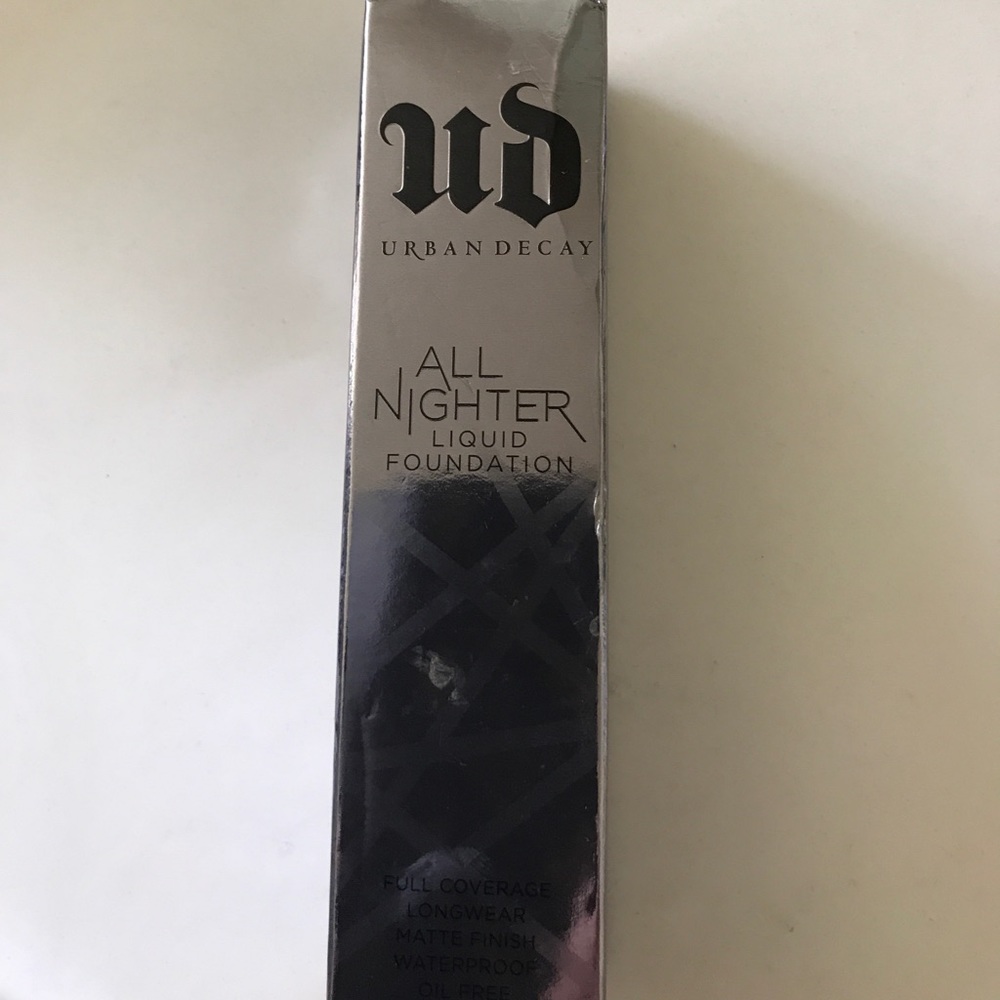 ud
URBAN DECAY
ALL
NIGHTER
LIQUID
FOUNDATION
FULL COVERAGE
LONGWEAR
MATTE FINISH
WATERPROOF
OIL FREE